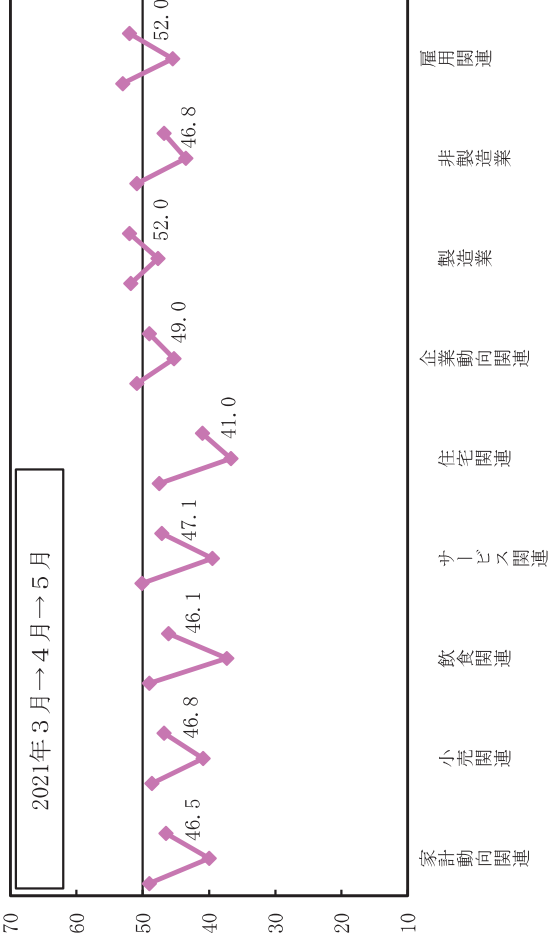 2021年３月→４月→５月
70
60
50
40
30
20
10
46.5
46.8
46.1
47.1
41.0
49.0
52.0
46.8
52.0
家計動向関連
小売関連
飲食関連
サービス関連
住宅関連
企業動向関連
製造業
非製造業
雇用関連